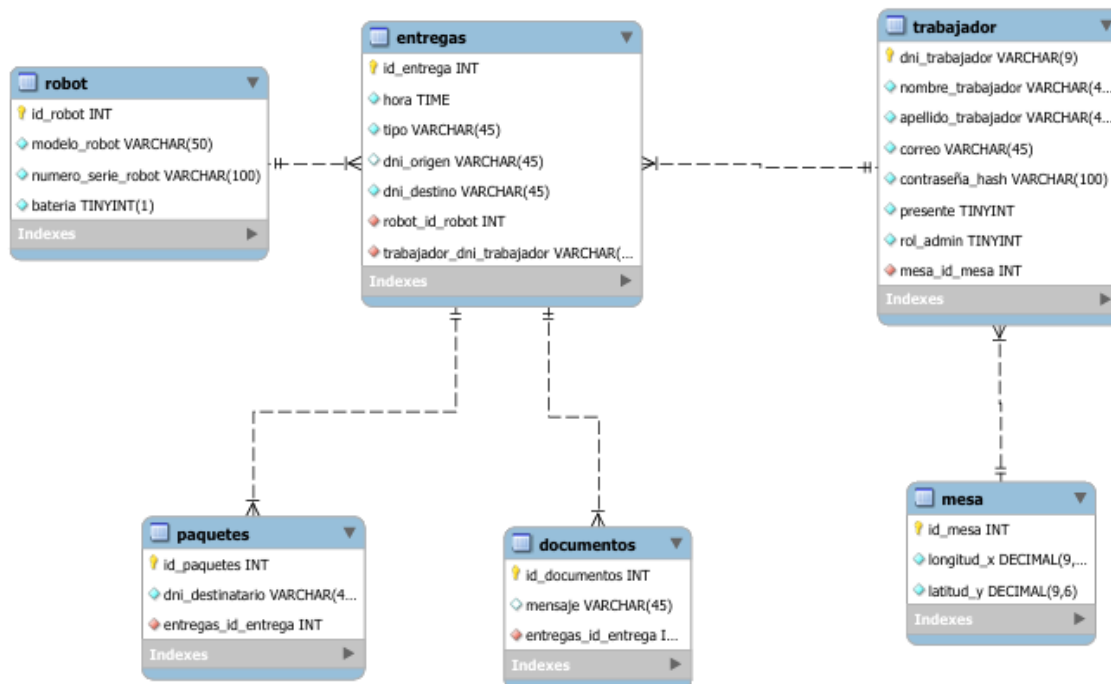 robot
id_robot INT
modelo_robot VARCHAR(50)
numero_serie_robot VARCHAR(100)
bateria TINYINT(1)
Indexes
entregas
id_entrega INT
hora TIME
tipo VARCHAR(45)
dni_origen VARCHAR(45)
dni_destino VARCHAR(45)
robot_id_robot INT
trabajador_dni_trabajador VARCHAR(...
Indexes
trabajador
dni_trabajador VARCHAR(9)
nombre_trabajador VARCHAR(4...
apellido_trabajador VARCHAR(4...
correo VARCHAR(45)
contraseña_hash VARCHAR(100)
presente TINYINT
rol_admin TINYINT
mesa_id_mesa INT
Indexes
paquetes
id_paquetes INT
dni_destinatario VARCHAR(4...
entregas_id_entrega INT
Indexes
documentos
id_documentos INT
mensaje VARCHAR(45)
entregas_id_entrega I...
Indexes
mesa
id_mesa INT
longitud_x DECIMAL(9,...
latitud_y DECIMAL(9,6)
Indexes